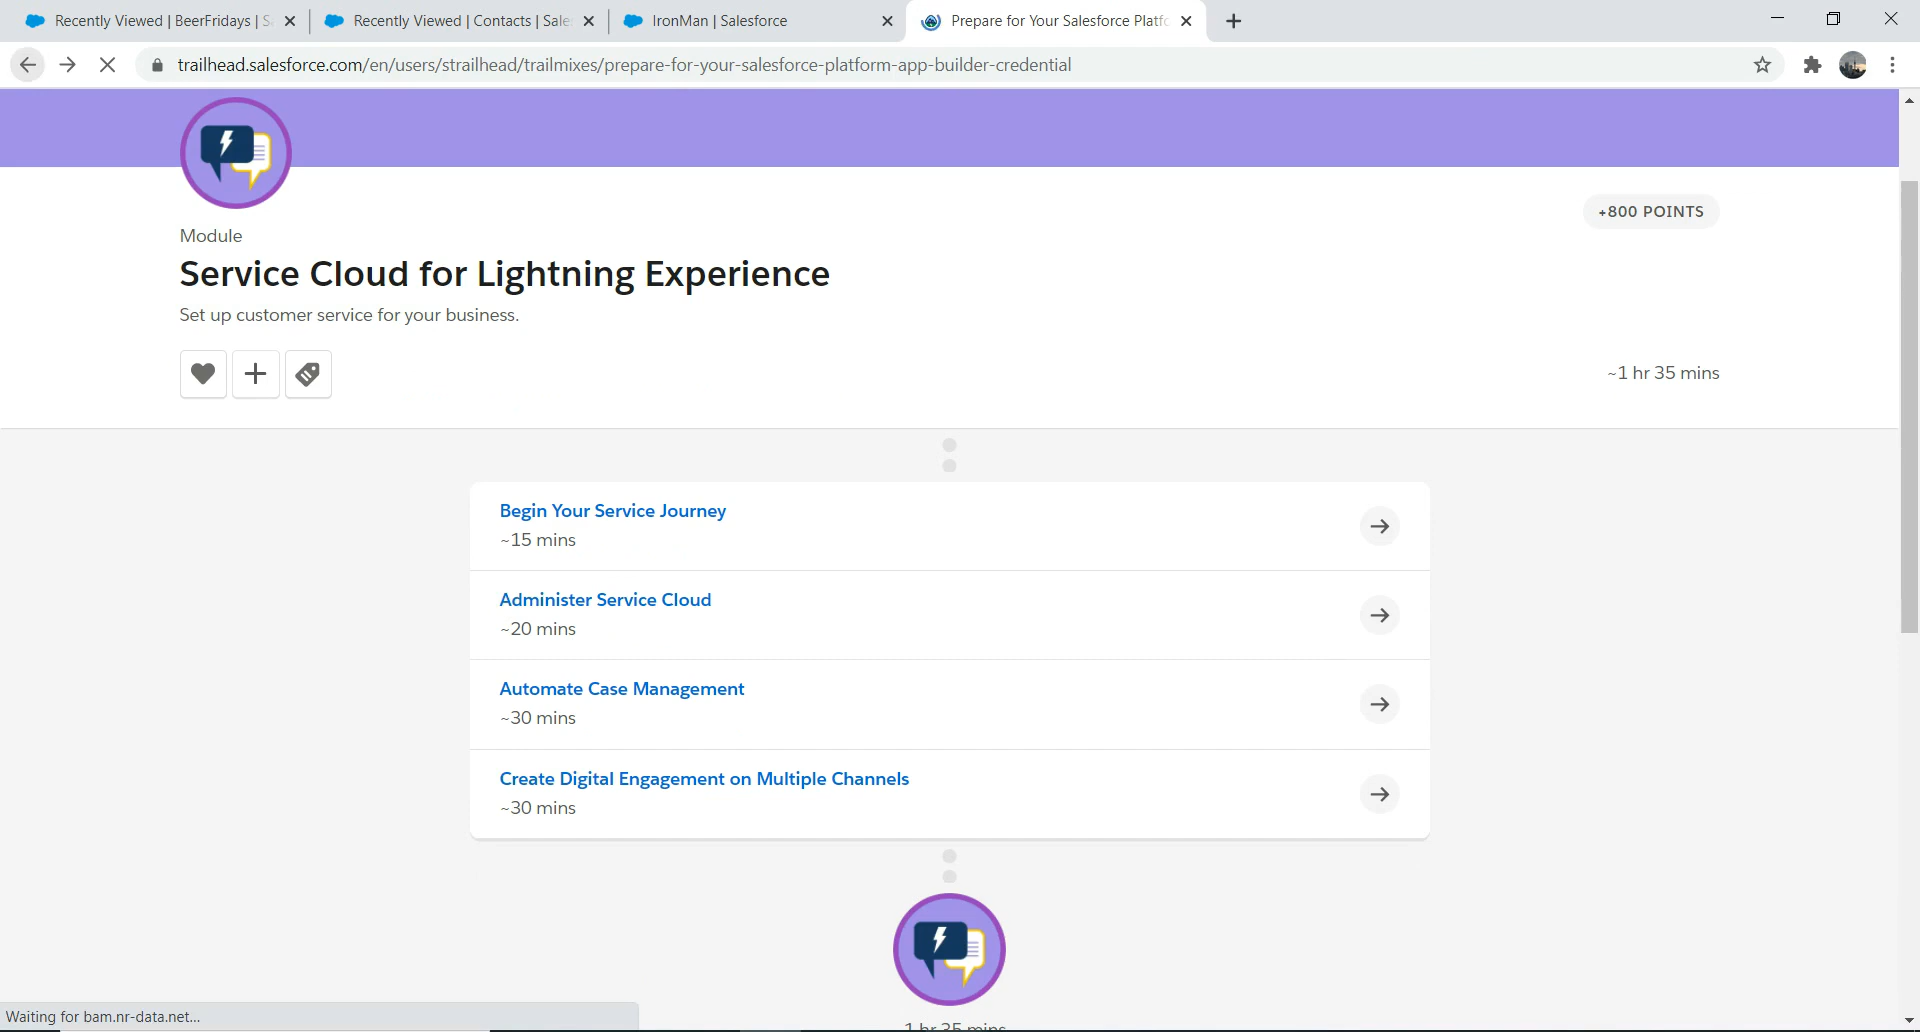 Recently Viewed | BeerFridays | S
Recently Viewed | Contacts | Sale
IronMan | Salesforce
Prepare for Your Salesforce Platfo
trailhead.salesforce.com/en/users/strailhead/trailmixes/prepare-for-your-salesforce-platform-app-builder-credential
+800 POINTS
Module
Service Cloud for Lightning Experience
Set up customer service for your business.
~1 hr 35 mins
Begin Your Service Journey
~15 mins
Administer Service Cloud
~20 mins
Automate Case Management
~30 mins
Create Digital Engagement on Multiple Channels
~30 mins
Waiting for bam.nr-data.net...
1 hr 35 mins